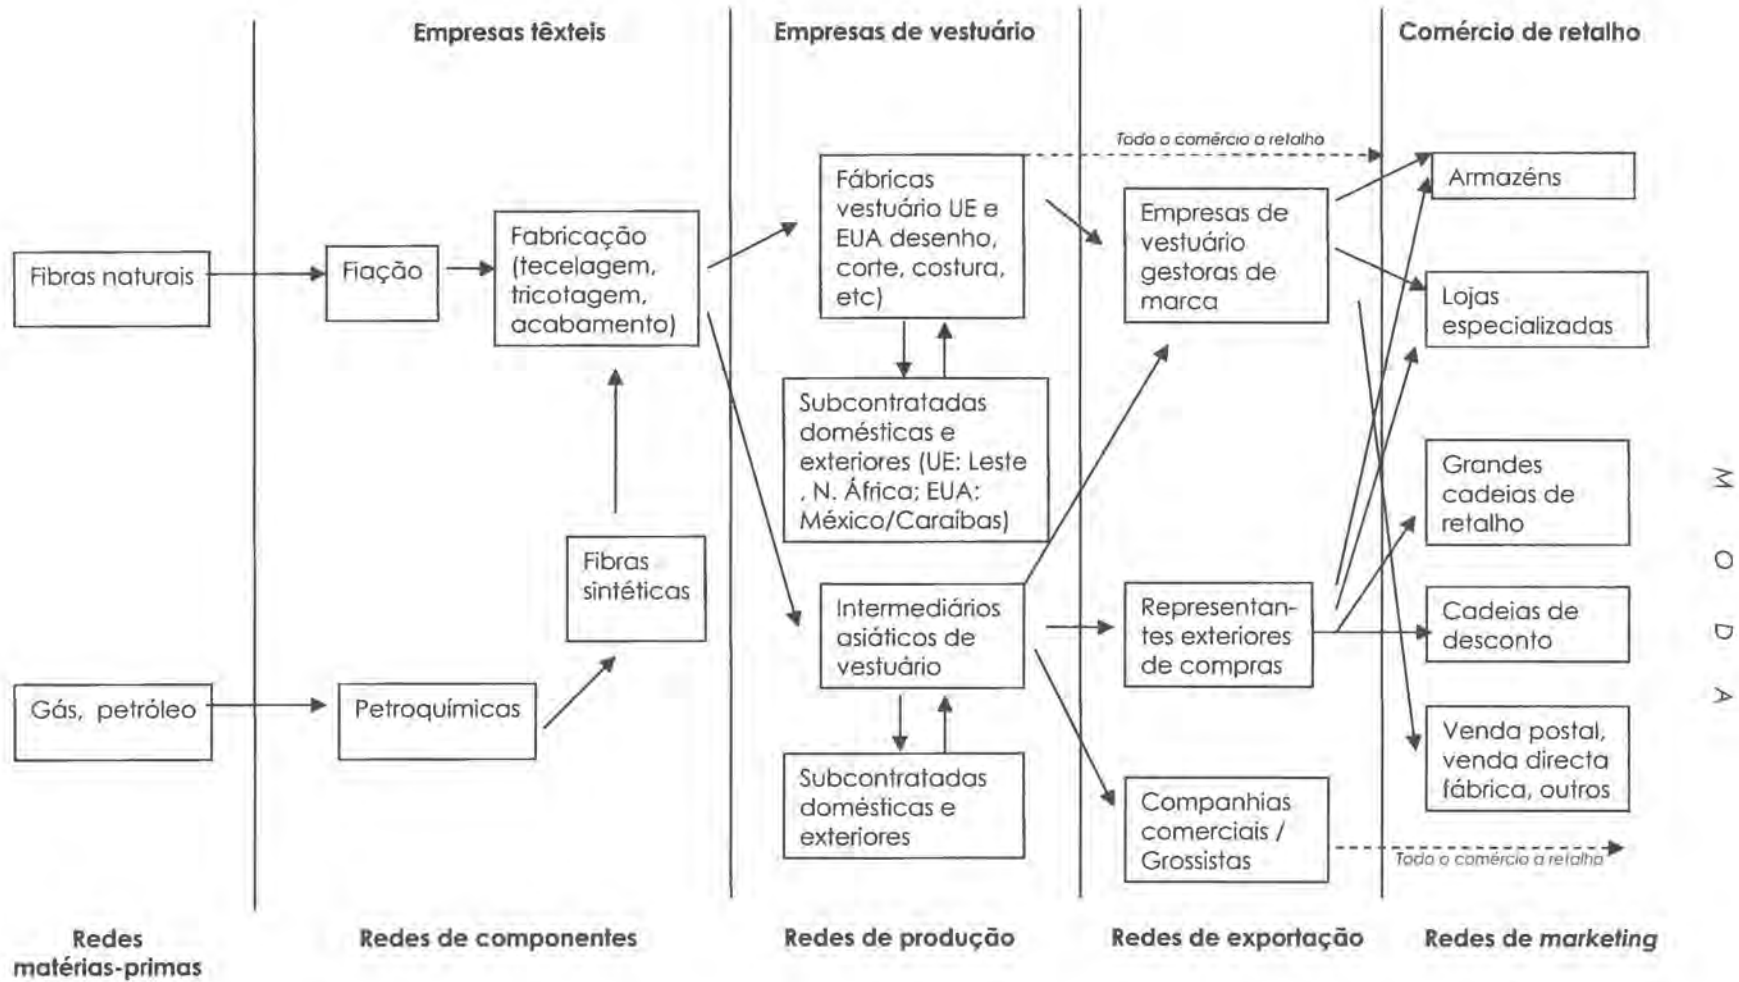 Empresas têxteis
Empresas de vestuário
Comércio de retalho
Fibras naturais
Gás, petróleo
Fiação
Fabricação
(tecelagem,
tricotagem,
acabamento)
Fibras
sintéticas
Petroquímicas
Fábricas
vestuário UE e
EUA desenho,
corte, costura,
etc)
Subcontratadas
domésticas e
exteriores (UE: Leste
, N. África; EUA:
México/Caraíbas)
Intermediários
asiáticos de
vestuário
Subcontratadas
domésticas e
exteriores
Todo o comércio a retalho
Empresas de
vestuário
gestoras de
marca
Representan-
tes exteriores
de compras
Companhias
comerciais /
Grossistas
Armazéns
Lojas
especializadas
Grandes
cadeias de
retalho
Cadeias de
desconto
Venda postal,
venda directa
fábrica, outros
Todo o comércio a retalho
MODA
Redes
matérias-primas
Redes de componentes
Redes de produção
Redes de exportação
Redes de marketing